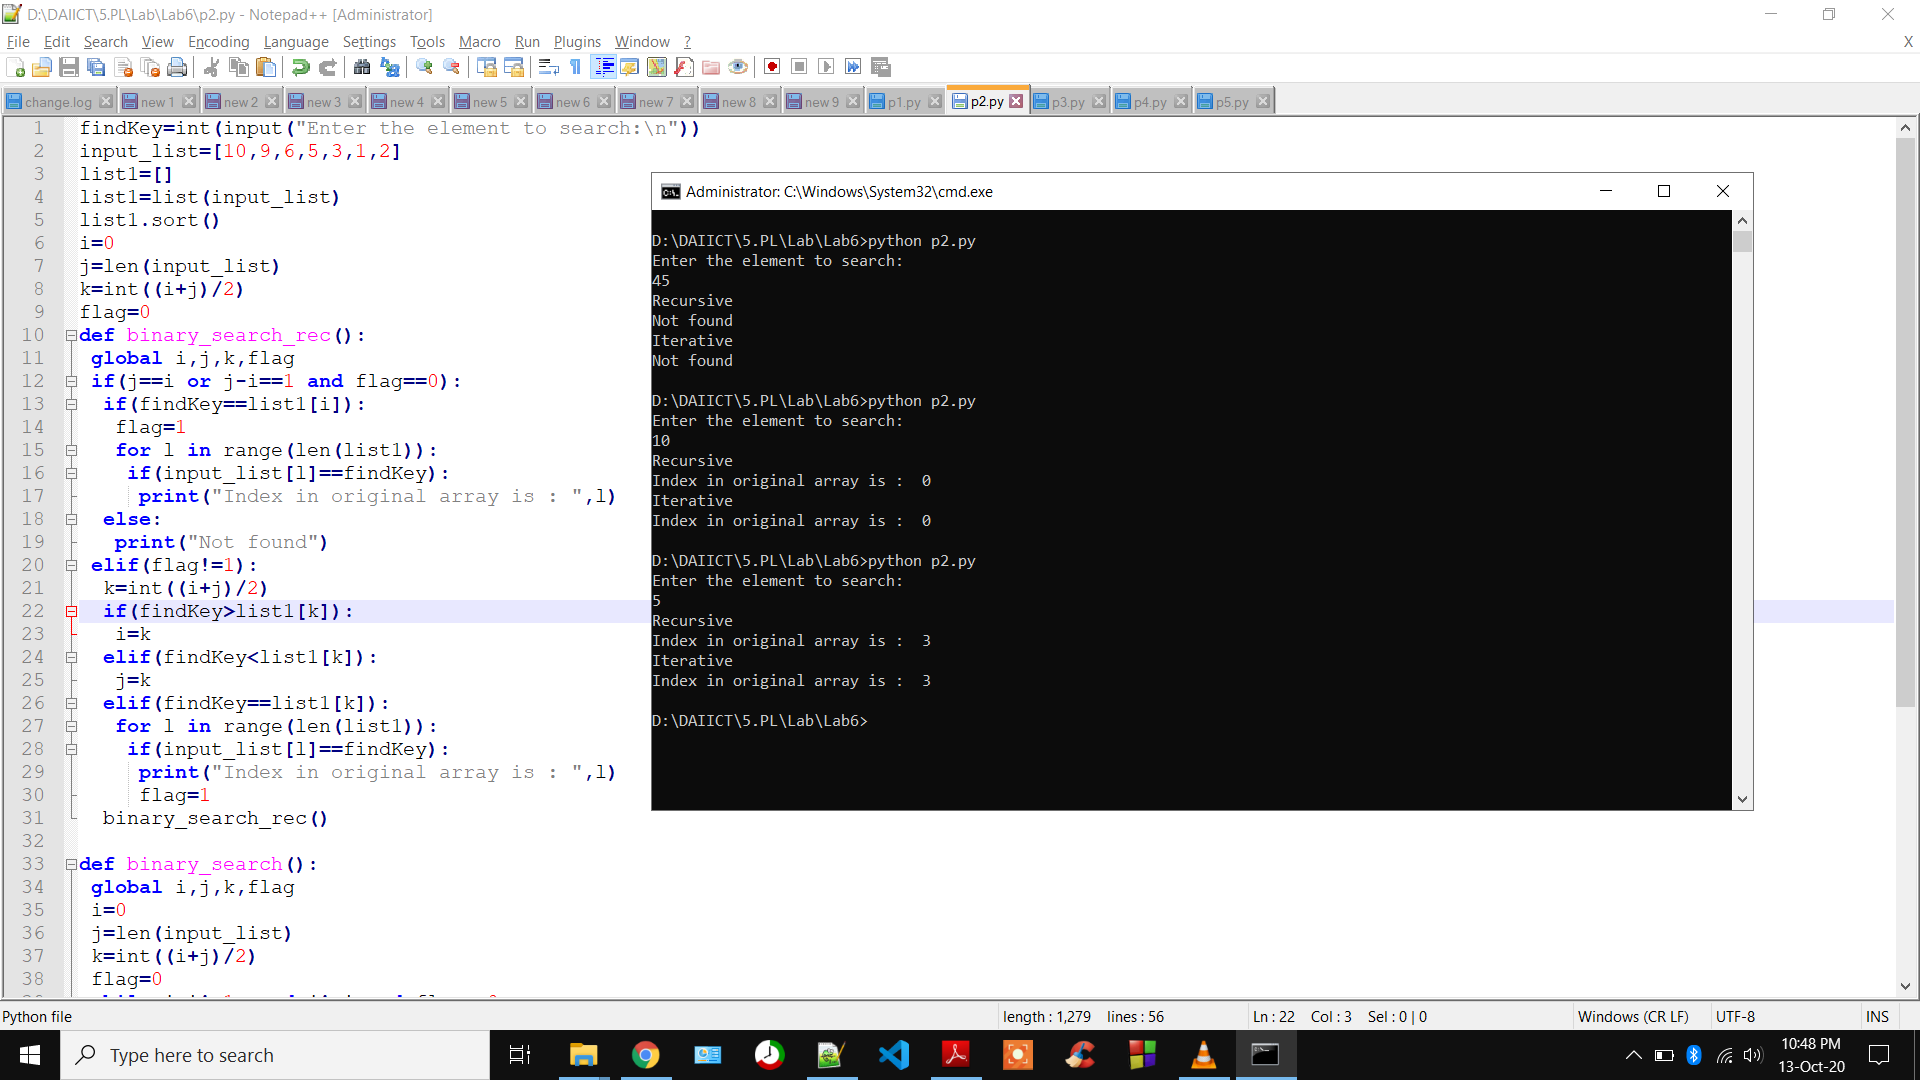 D:\DAIICT\5.PL\Lab\Lab6\p2.py - Notepad++ [Administrator]
File Edit Search View Encoding Language Settings Tools Macro Run Plugins Window ? X
change.log new 1 new 2 new 3 new 4 new 5 new 6 new 7 new 8 new 9 p1.py p2.py p3.py p4.py p5.py
1 findKey=int(input("Enter the element to search:\n"))
2 input_list=[10,9,6,5,3,1,2]
3 list1=[]
4 list1=list(input_list)
5 list1.sort()
6 i=0
7 j=len(input_list)
8 k=int((i+j)/2)
9 flag=0
10 def binary_search_rec():
11 global i,j,k,flag
12 if(j==i or j-i==1 and flag==0):
13 if(findKey==list1[i]):
14 flag=1
15 for l in range(len(list1)):
16 if(input_list[l]==findKey):
17 print("Index in original array is : ",l)
18 else:
19 print("Not found")
20 elif(flag!=1):
21 k=int((i+j)/2)
22 if(findKey>list1[k]):
23 i=k
24 elif(findKey<list1[k]):
25 j=k
26 elif(findKey==list1[k]):
27 for l in range(len(list1)):
28 if(input_list[l]==findKey):
29 print("Index in original array is : ",l)
30 flag=1
31 binary_search_rec()
32
33 def binary_search():
34 global i,j,k,flag
35 i=0
36 j=len(input_list)
37 k=int((i+j)/2)
38 flag=0
Administrator: C:\Windows\System32\cmd.exe
D:\DAIICT\5.PL\Lab\Lab6>python p2.py
Enter the element to search:
45
Recursive
Not found
Iterative
Not found
D:\DAIICT\5.PL\Lab\Lab6>python p2.py
Enter the element to search:
10
Recursive
Index in original array is :  0
Iterative
Index in original array is :  0
D:\DAIICT\5.PL\Lab\Lab6>python p2.py
Enter the element to search:
5
Recursive
Index in original array is :  3
Iterative
Index in original array is :  3
D:\DAIICT\5.PL\Lab\Lab6>
Python file length : 1,279 lines : 56 Ln : 22 Col : 3 Sel : 0 | 0 Windows (CR LF) UTF-8 INS
Type here to search
10:48 PM
13-Oct-20